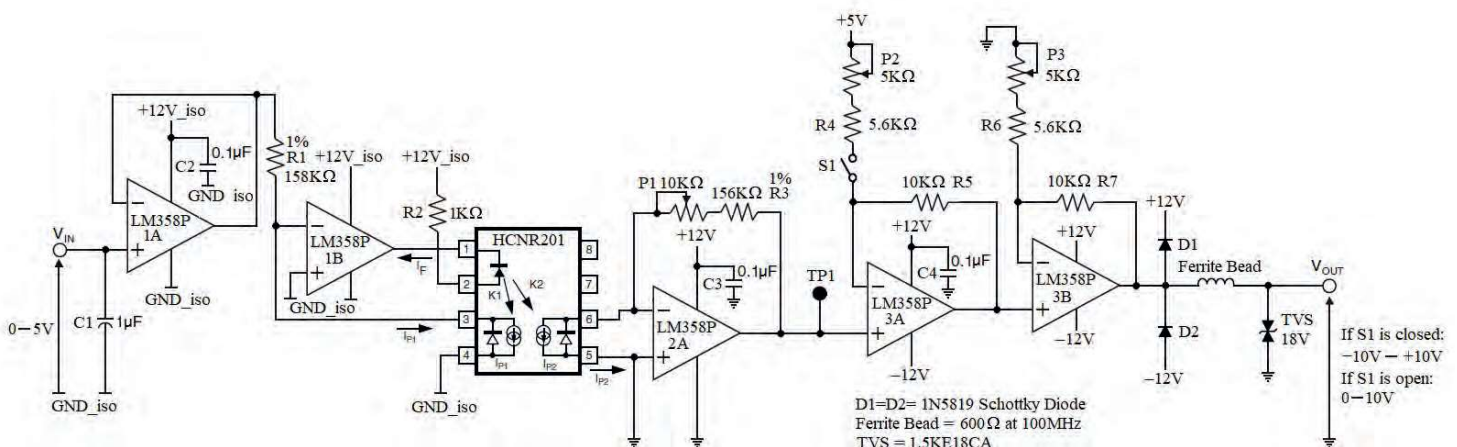 +5V
P2
5KΩ
P3
5KΩ
R4
5.6KΩ
R6
5.6KΩ
S1
+12V_iso
0.1µF
C2
GND_iso
1%
R1
158KΩ
+12V_iso
+12V_iso
R2
1KΩ
LM358P
1A
LM358P
1B
GND_iso
GND_iso
V_IN
0–5V
C1
1µF
GND_iso
HCNR201
1
2
3
4
8
7
6
5
K1
K2
I_F
I_P1
I_P1
I_P2
I_P2
GND_iso
P1
10KΩ
156KΩ
1%
R3
+12V
0.1µF
C3
LM358P
2A
TP1
10KΩ R5
+12V
0.1µF
C4
LM358P
3A
–12V
10KΩ R7
+12V
LM358P
3B
–12V
+12V
D1
D2
–12V
Ferrite Bead
V_OUT
TVS
18V
If S1 is closed:
–10V – +10V
If S1 is open:
0–10V
D1=D2= 1N5819 Schottky Diode
Ferrite Bead = 600Ω at 100MHz
TVS = 1.5KE18CA